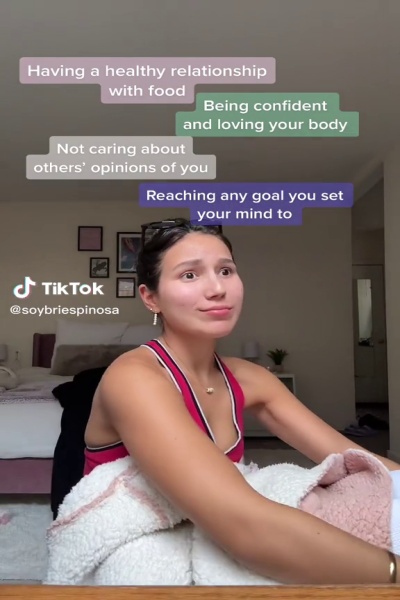 Having a healthy relationship
with food
Being confident
and loving your body
Not caring about
others' opinions of you
Reaching any goal you set
your mind to
TikTok
@soybriespinosa